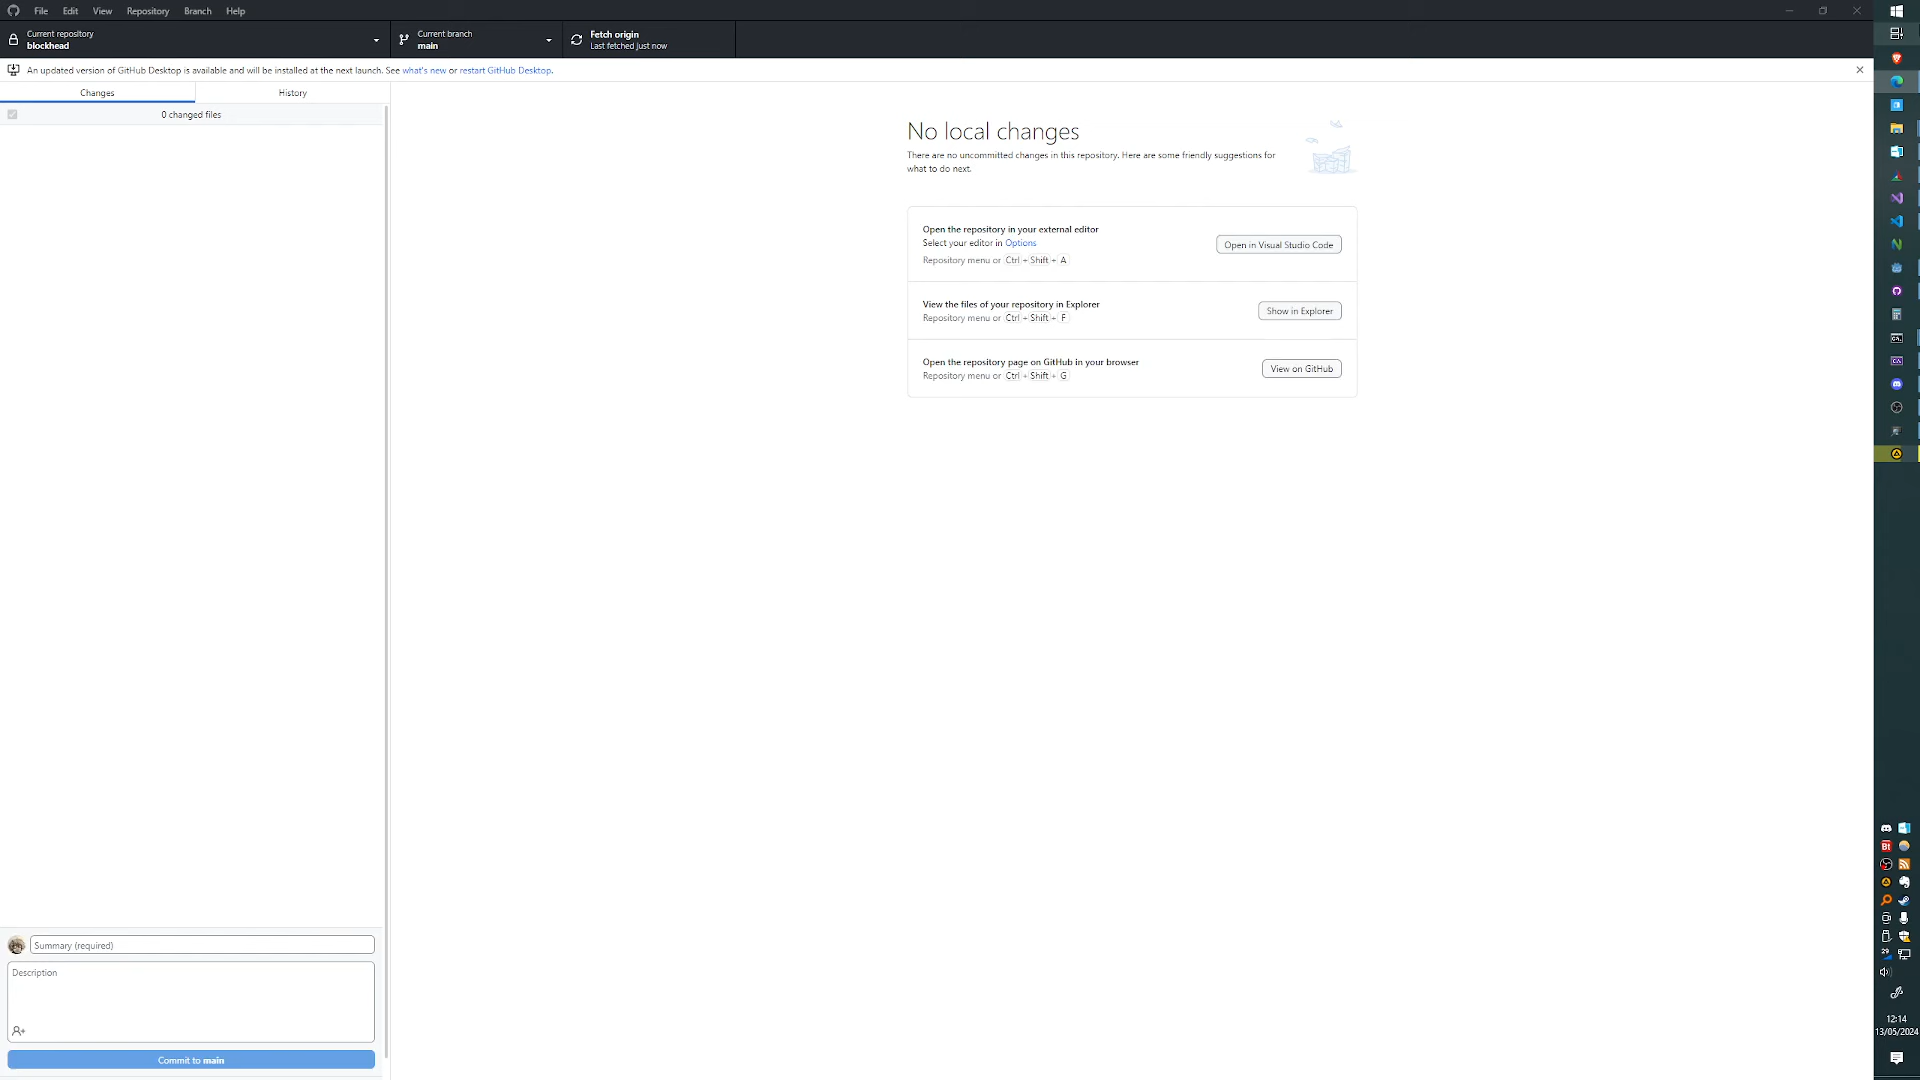 File Edit View Repository Branch Help
Current repository
blockhead
Current branch
main
Fetch origin
Last fetched just now
An updated version of GitHub Desktop is available and will be installed at the next launch. See what's new or restart GitHub Desktop.
Changes
History
0 changed files
No local changes
There are no uncommitted changes in this repository. Here are some friendly suggestions for
what to do next.
Open the repository in your external editor
Select your editor in Options
Repository menu or Ctrl + Shift + A
Open in Visual Studio Code
View the files of your repository in Explorer
Repository menu or Ctrl + Shift + F
Show in Explorer
Open the repository page on GitHub in your browser
Repository menu or Ctrl + Shift + G
View on GitHub
Summary (required)
Description
Commit to main
Bt
29
12:14
13/05/2024